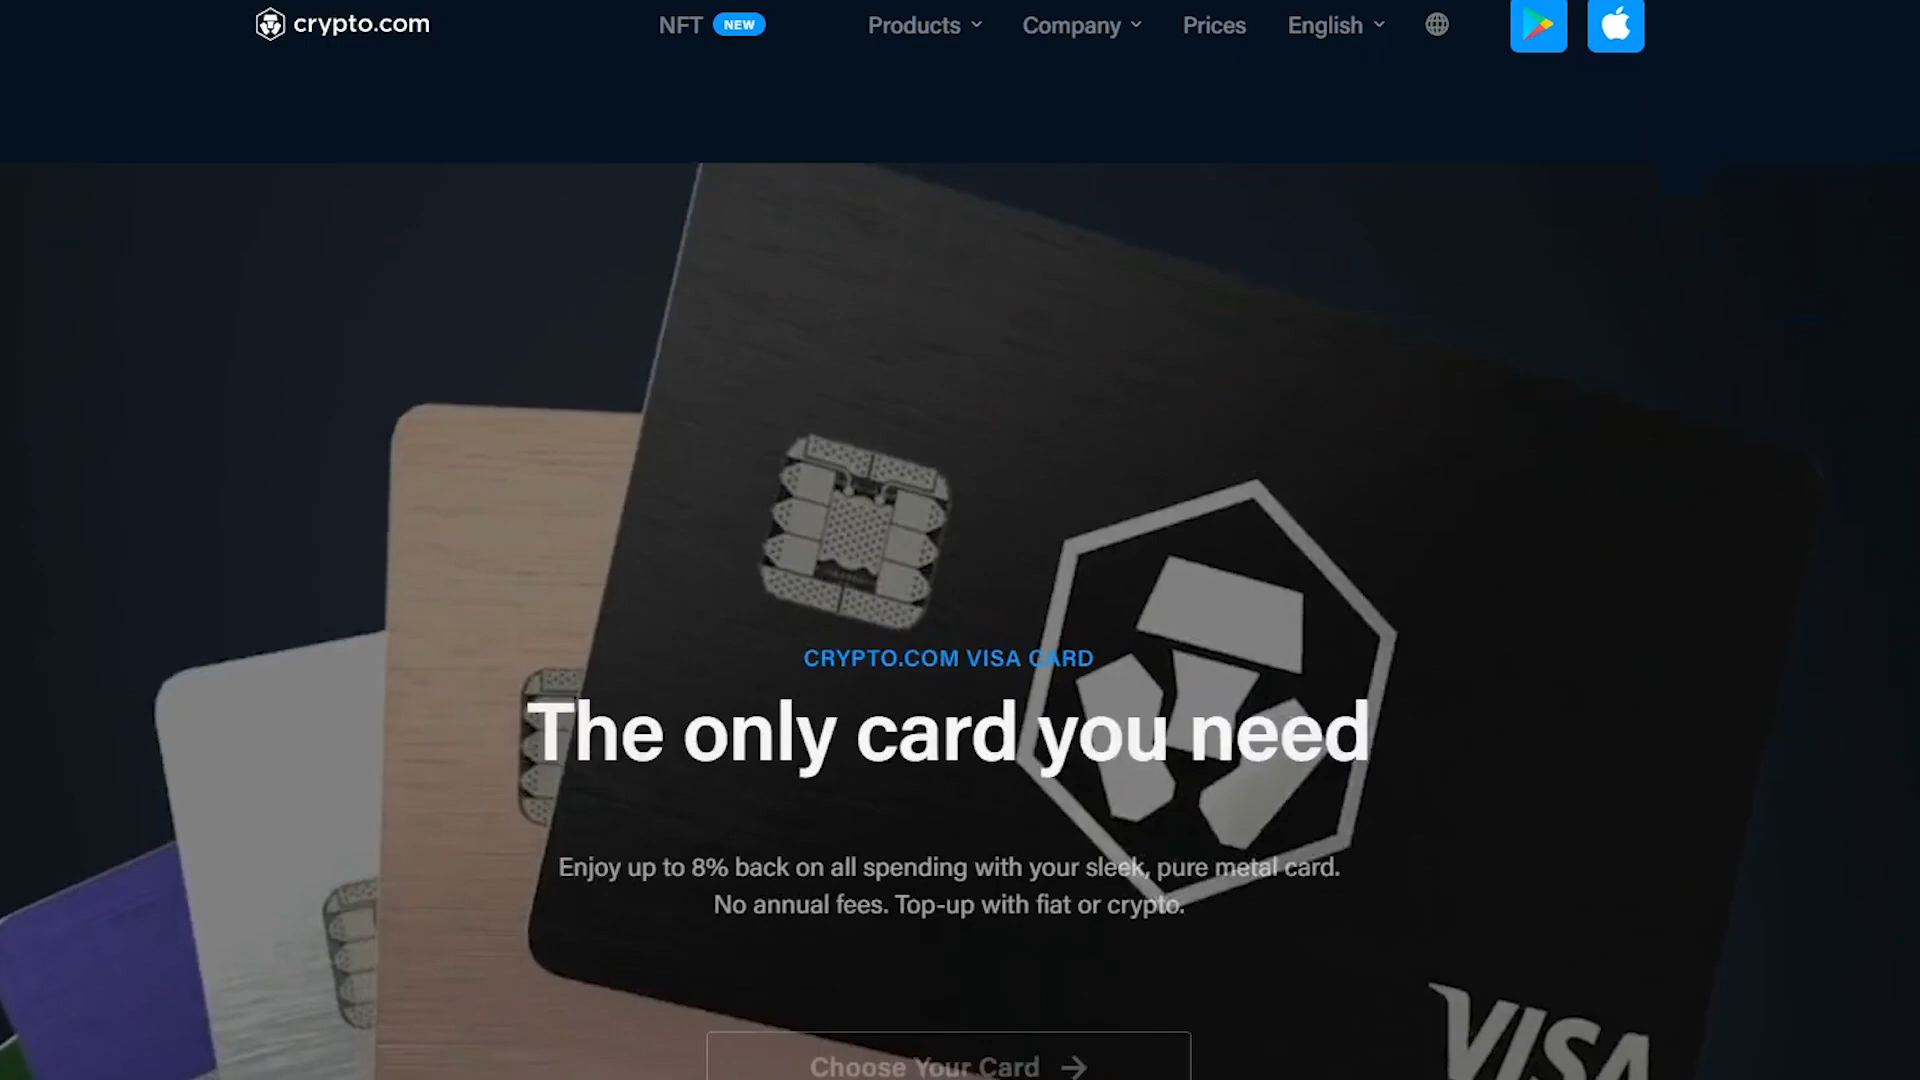 crypto.com
NFT NEW
Products
Company
Prices
English
CRYPTO.COM VISA CARD
The only card you need
Enjoy up to 8% back on all spending with your sleek, pure metal card.
No annual fees. Top-up with fiat or crypto.
Choose Your Card
VISA